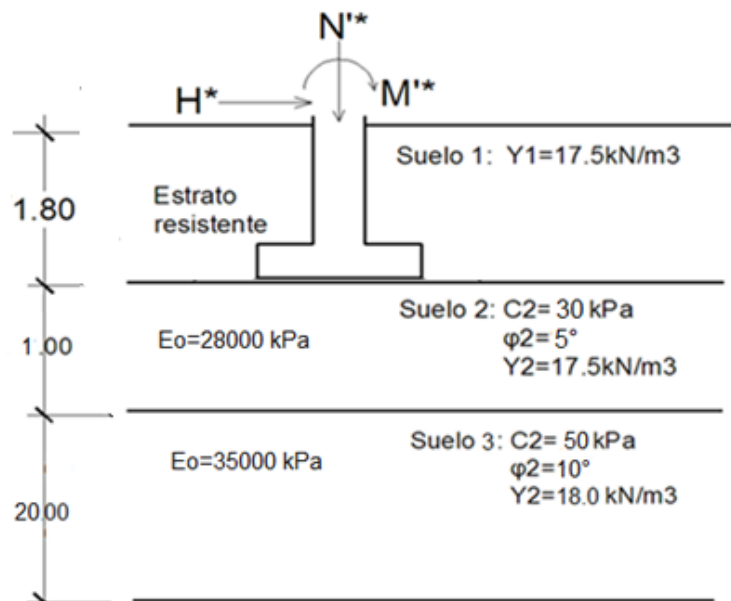 N'*
H*
M'*
Suelo 1: Y1=17.5kN/m3
1.80
Estrato
resistente
Suelo 2: C2= 30 kPa
φ2= 5°
Y2=17.5kN/m3
Eo=28000 kPa
1.00
Suelo 3: C2= 50 kPa
φ2=10°
Y2=18.0 kN/m3
Eo=35000 kPa
20.00